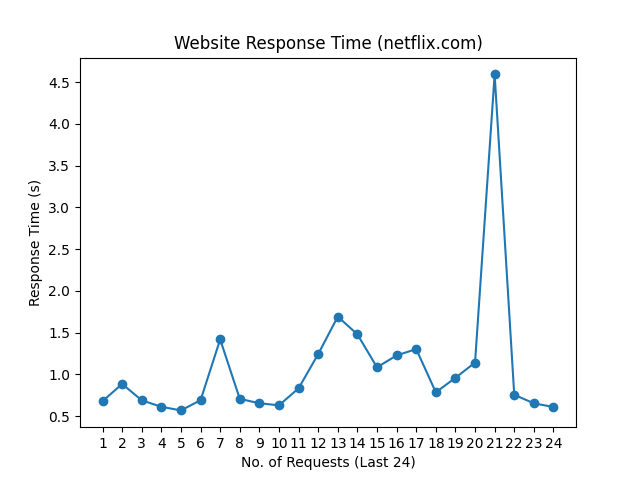 Website Response Time (netflix.com)
Response Time (s)
4.5
4.0
3.5
3.0
2.5
2.0
1.5
1.0
0.5
1 2 3 4 5 6 7 8 9 10 11 12 13 14 15 16 17 18 19 20 21 22 23 24
No. of Requests (Last 24)